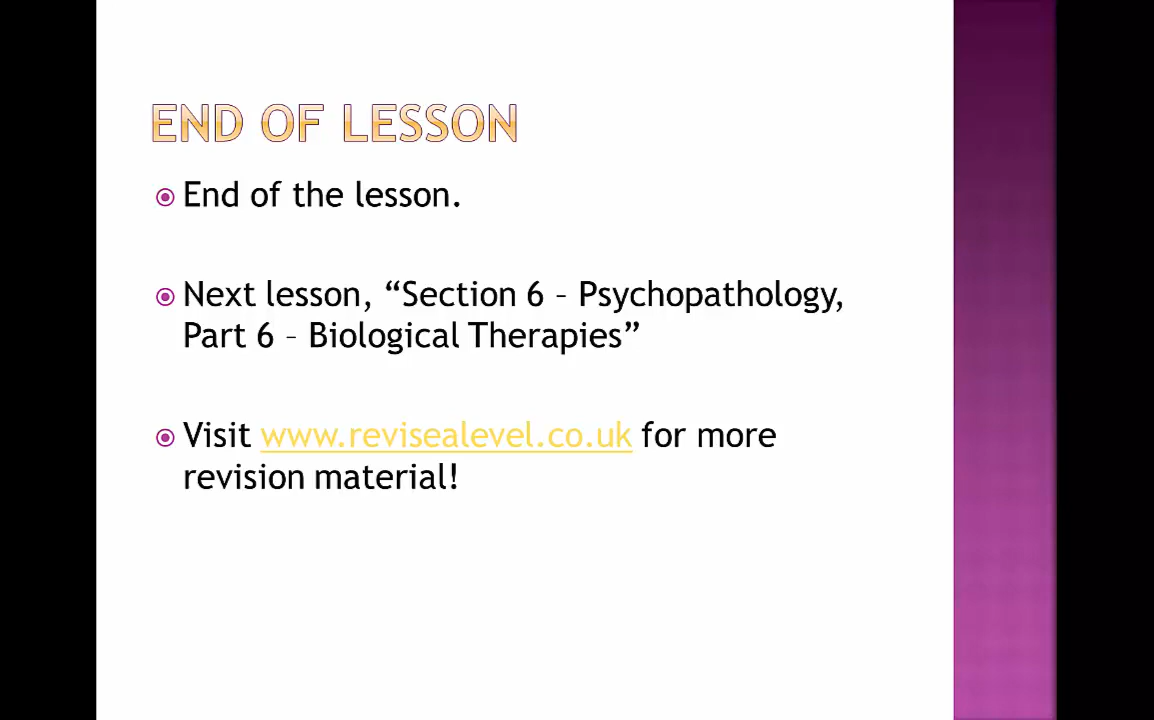 END OF LESSON
End of the lesson.
Next lesson, “Section 6 – Psychopathology,
Part 6 – Biological Therapies”
Visit www.revisealevel.co.uk for more
revision material!